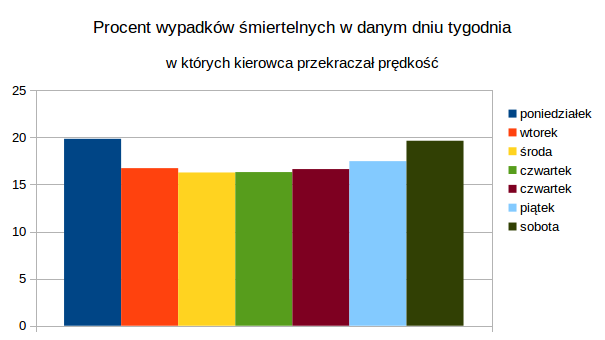 Procent wypadków śmiertelnych w danym dniu tygodnia
w których kierowca przekraczał prędkość
25
20
15
10
5
0
poniedziałek
wtorek
środa
czwartek
czwartek
piątek
sobota